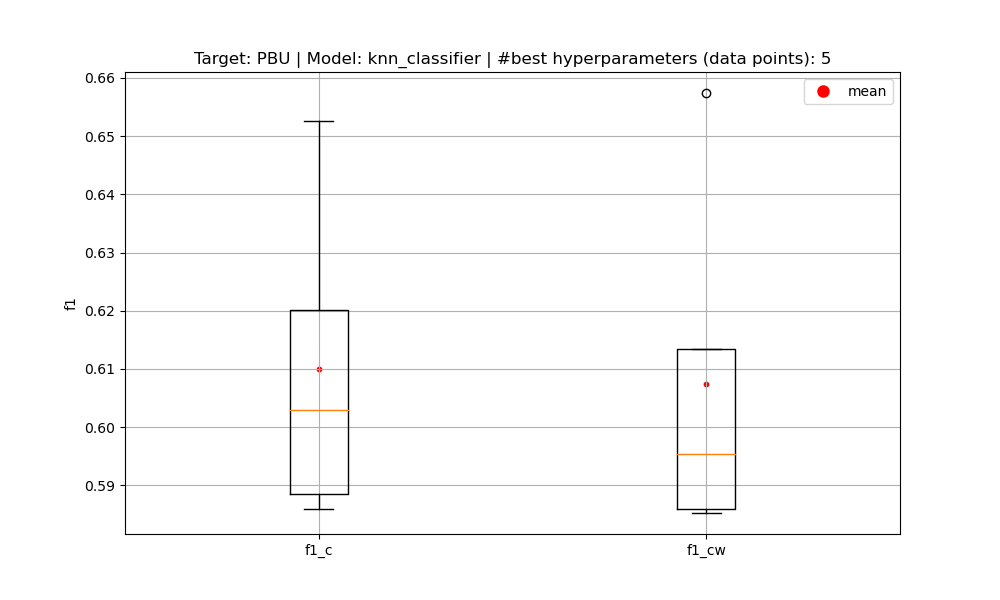 Target: PBU | Model: knn_classifier | #best hyperparameters (data points): 5
mean
0.66
0.65
0.64
0.63
0.62
0.61
0.60
0.59
f1
f1_c
f1_cw